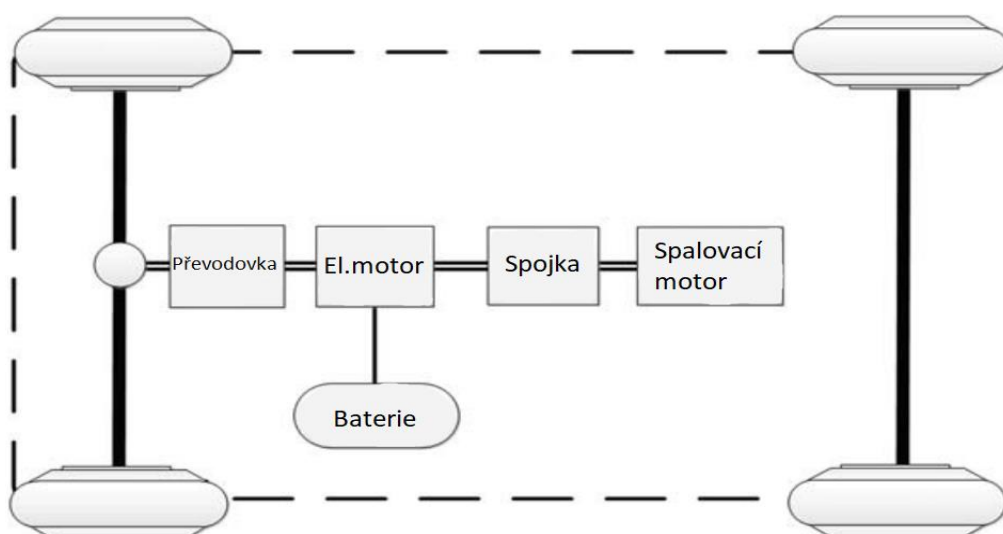 Převodovka
El.motor
Spojka
Spalovací
motor
Baterie